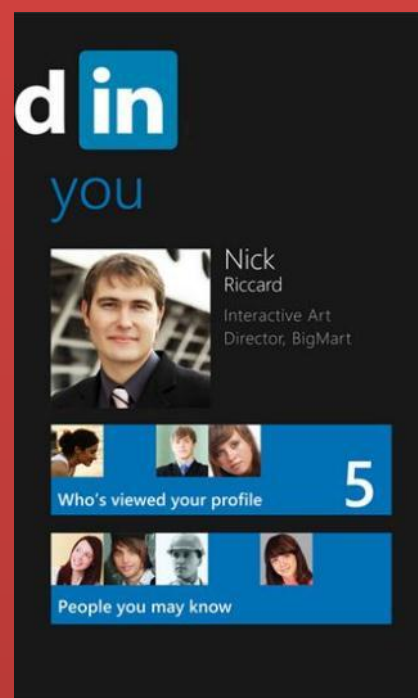 d in
you
Nick
Riccard
Interactive Art
Director, BigMart
Who's viewed your profile
5
People you may know